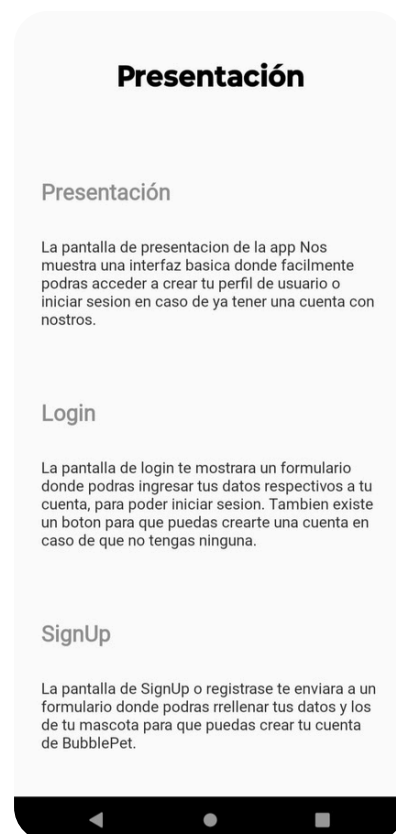 Presentación
Presentación
La pantalla de presentacion de la app Nos
muestra una interfaz basica donde facilmente
podras acceder a crear tu perfil de usuario o
iniciar sesion en caso de ya tener una cuenta con
nostros.
Login
La pantalla de login te mostrara un formulario
donde podras ingresar tus datos respectivos a tu
cuenta, para poder iniciar sesion. Tambien existe
un boton para que puedas crearte una cuenta en
caso de que no tengas ninguna.
SignUp
La pantalla de SignUp o registrase te enviara a un
formulario donde podras rrellenar tus datos y los
de tu mascota para que puedas crear tu cuenta
de BubblePet.